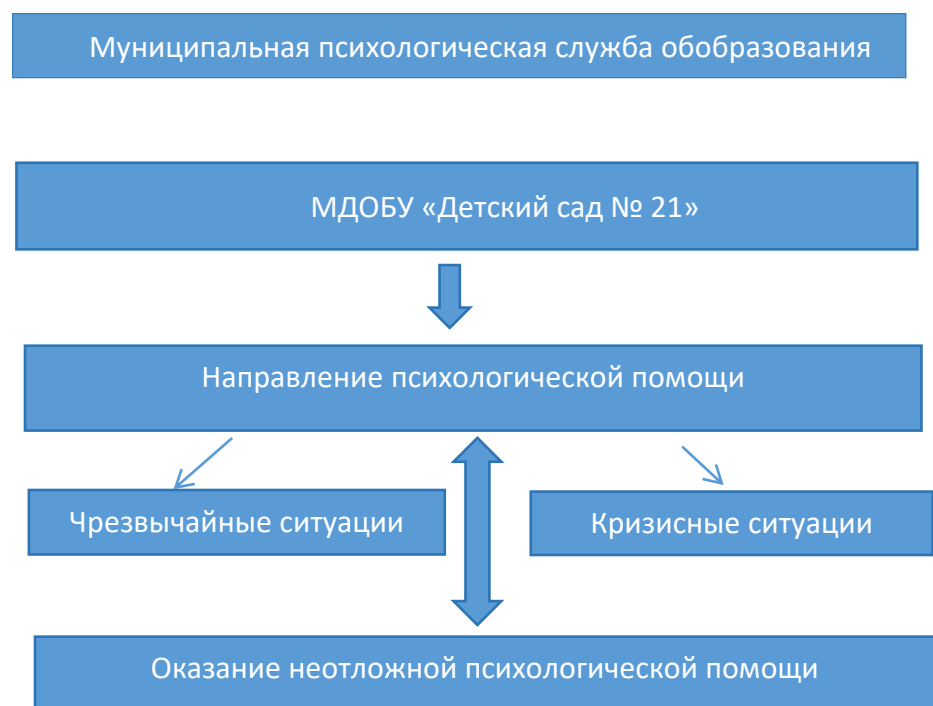 Муниципальная психологическая служба обобразования
МДОБУ «Детский сад № 21»
Направление психологической помощи
Чрезвычайные ситуации
Кризисные ситуации
Оказание неотложной психологической помощи